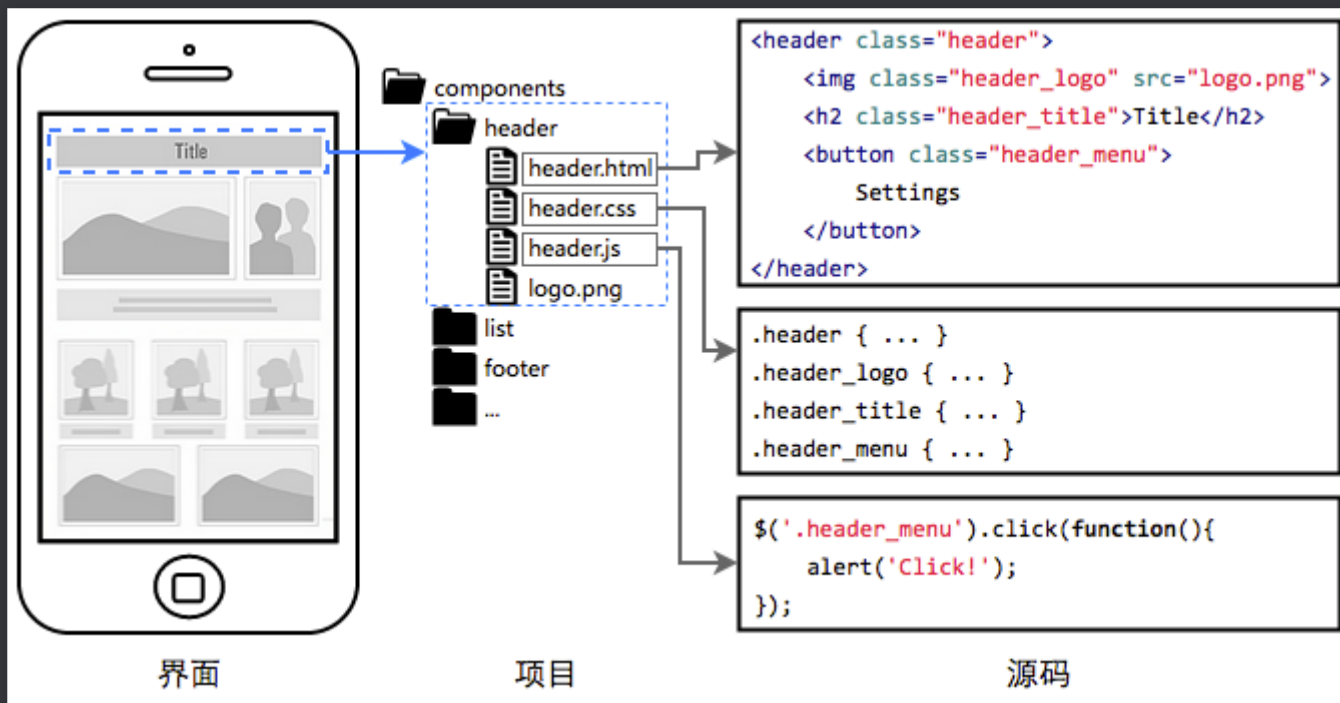 Title
界面
components
header
header.html
header.css
header.js
logo.png
list
footer
...
项目
<header class="header">
    <img class="header_logo" src="logo.png">
    <h2 class="header_title">Title</h2>
    <button class="header_menu">
        Settings
    </button>
</header>
.header { ... }
.header_logo { ... }
.header_title { ... }
.header_menu { ... }
$('.header_menu').click(function(){
    alert('Click!');
});
源码